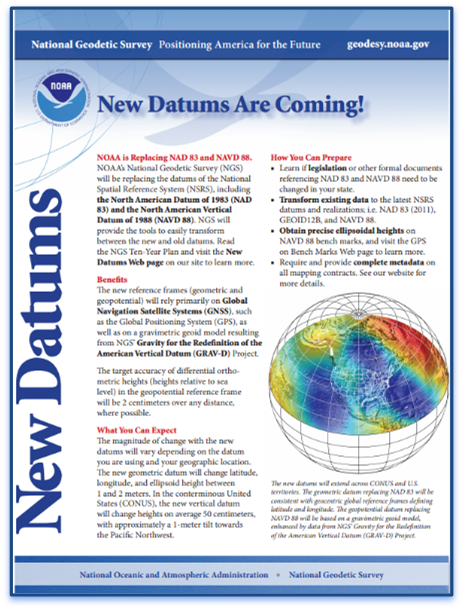 National Geodetic Survey Positioning America for the Future geodesy.noaa.gov
NOAA
New Datums Are Coming!
New Datums
NOAA is Replacing NAD 83 and NAVD 88.
NOAA's National Geodetic Survey (NGS)
will be replacing the datums of the National
Spatial Reference System (NSRS), including
the North American Datum of 1983 (NAD
83) and the North American Vertical
Datum of 1988 (NAVD 88). NGS will
provide the tools to easily transform
between the new and old datums. Read
the NGS Ten-Year Plan and visit the New
Datums Web page on our site to learn more.
Benefits
The new reference frames (geometric and
geopotential) will rely primarily on Global
Navigation Satellite Systems (GNSS), such
as the Global Positioning System (GPS), as
well as on a gravimetric geoid model resulting
from NGS' Gravity for the Redefinition of the
American Vertical Datum (GRAV-D) Project.
The target accuracy of differential ortho-
metric heights (heights relative to sea
level) in the geopotential reference frame
will be 2 centimeters over any distance,
where possible.
What You Can Expect
The magnitude of change with the new
datums will vary depending on the datum
you are using and your geographic location.
The new geometric datum will change latitude,
longitude, and ellipsoid height between
1 and 2 meters. In the conterminous United
States (CONUS), the new vertical datum
will change heights on average 50 centimeters,
with approximately a 1-meter tilt towards
the Pacific Northwest.
How You Can Prepare
• Learn if legislation or other formal documents
referencing NAD 83 and NAVD 88 need to be
changed in your state.
• Transform existing data to the latest NSRS
datums and realizations; i.e. NAD 83 (2011),
GEOID12B, and NAVD 88.
• Obtain precise ellipsoidal heights on
NAVD 88 bench marks, and visit the GPS
on Bench Marks Web page to learn more.
• Require and provide complete metadata on
all mapping contracts. See our website for
more details.
The new datums will extend across CONUS and U.S.
territories. The geometric datum replacing NAD 83 will be
consistent with geocentric global reference frames defining
latitude and longitude. The geopotential datum replacing
NAVD 88 will be based on a gravimetric geoid model,
enhanced by data from NGS' Gravity for the Redefinition
of the American Vertical Datum (GRAV-D) Project.
National Oceanic and Atmospheric Administration • National Geodetic Survey